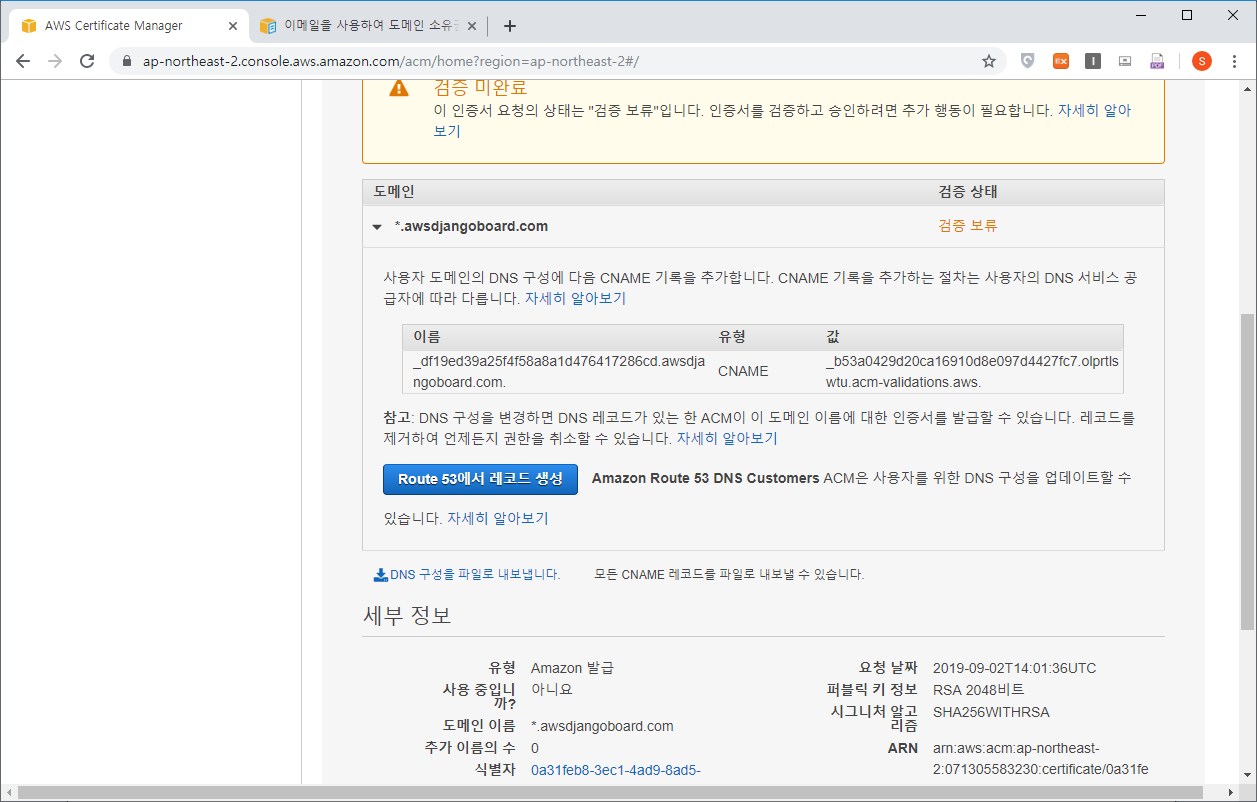 AWS Certificate Manager
이메일을 사용하여 도메인 소유
ap-northeast-2.console.aws.amazon.com/acm/home?region=ap-northeast-2#/
EX
I
PDF
S
검증 미완료
이 인증서 요청의 상태는 "검증 보류"입니다. 인증서를 검증하고 승인하려면 추가 행동이 필요합니다. 자세히 알아
보기
도메인 검증 상태
*.awsdjangoboard.com 검증 보류
사용자 도메인의 DNS 구성에 다음 CNAME 기록을 추가합니다. CNAME 기록을 추가하는 절차는 사용자의 DNS 서비스 공
급자에 따라 다릅니다. 자세히 알아보기
이름 유형 값
_df19ed39a25f4f58a8a1d476417286cd.awsdja
ngoboard.com.
CNAME
_b53a0429d20ca16910d8e097d4427fc7.olprtls
wtu.acm-validations.aws.
참고: DNS 구성을 변경하면 DNS 레코드가 있는 한 ACM이 이 도메인 이름에 대한 인증서를 발급할 수 있습니다. 레코드를
제거하여 언제든지 권한을 취소할 수 있습니다. 자세히 알아보기
Route 53에서 레코드 생성 Amazon Route 53 DNS Customers ACM은 사용자를 위한 DNS 구성을 업데이트할 수
있습니다. 자세히 알아보기
DNS 구성을 파일로 내보냅니다. 모든 CNAME 레코드를 파일로 내보낼 수 있습니다.
세부 정보
유형 Amazon 발급
사용 중입니
까?
아니요
도메인 이름 *.awsdjangoboard.com
추가 이름의 수 0
식별자 0a31feb8-3ec1-4ad9-8ad5-
요청 날짜 2019-09-02T14:01:36UTC
퍼블릭 키 정보 RSA 2048비트
시그니처 알고
리즘
SHA256WITHRSA
ARN arn:aws:acm:ap-northeast-
2:071305583230:certificate/0a31fe